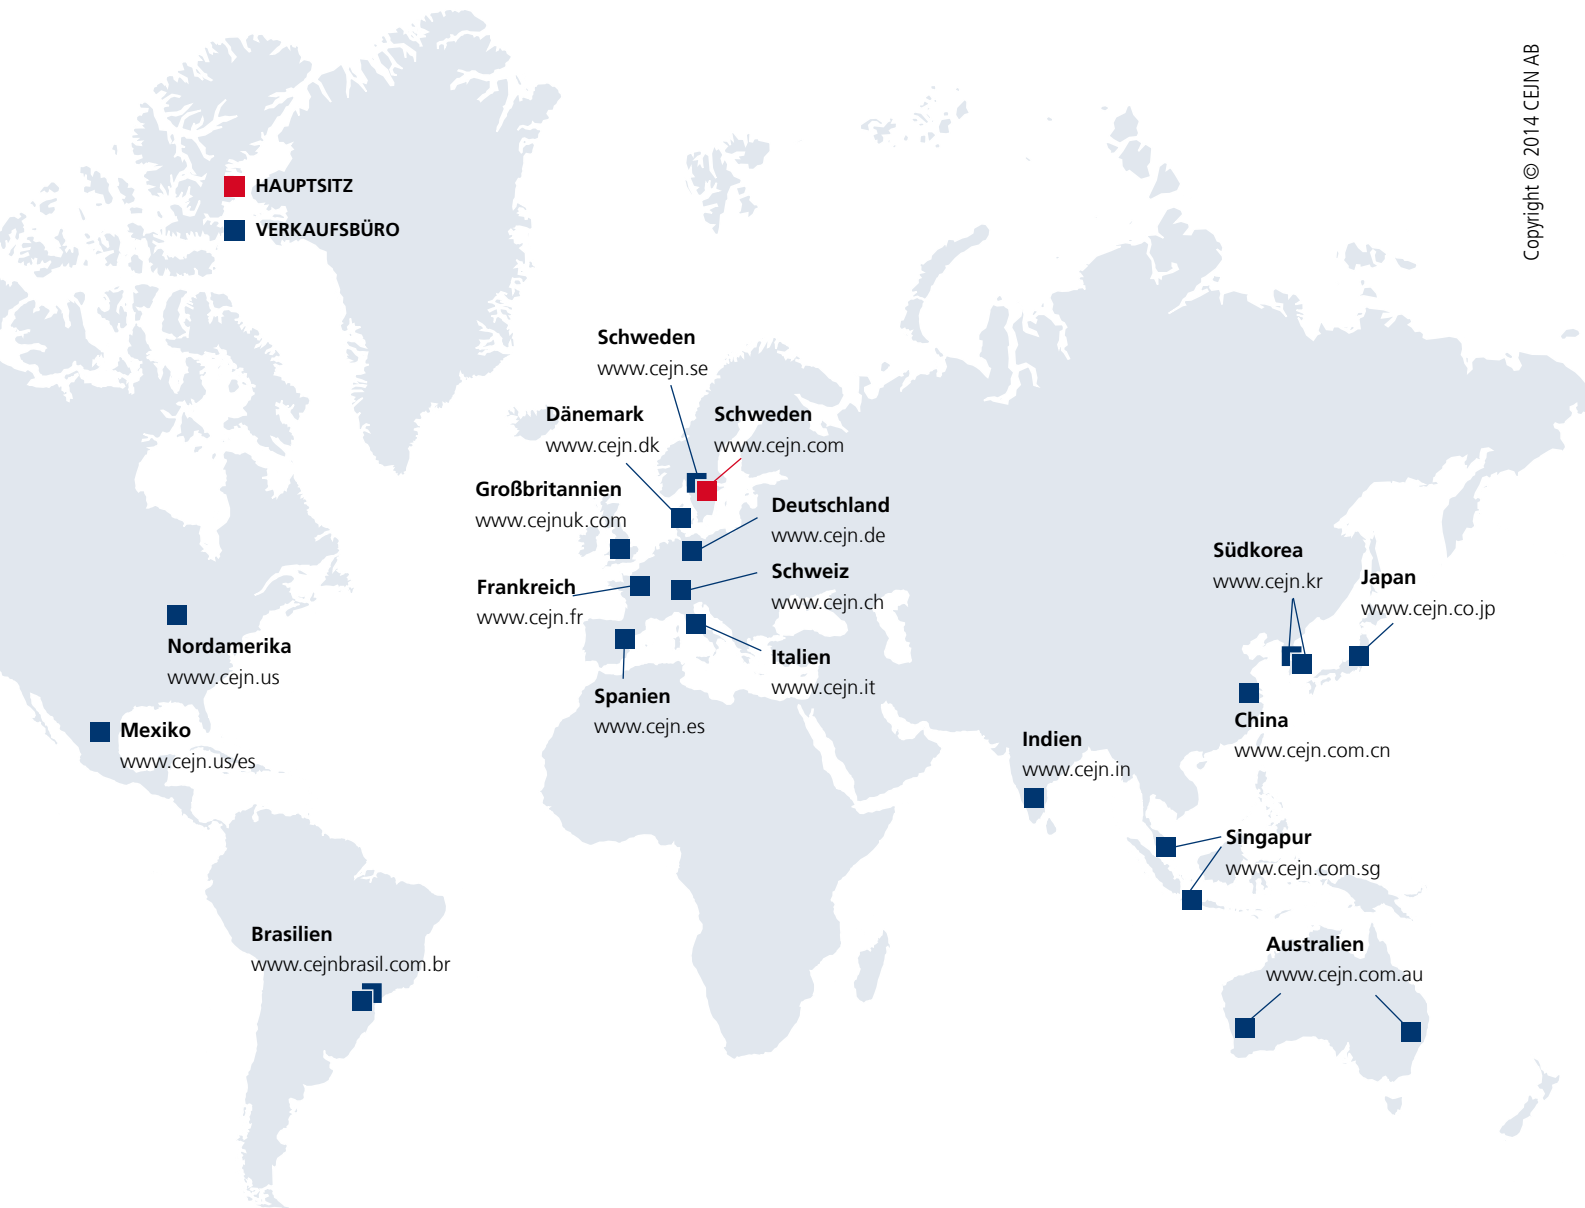 Copyright © 2014 CEJN AB
HAUPTSITZ
VERKAUFSBÜRO
Schweden
www.cejn.se
Dänemark
www.cejn.dk
Schweden
www.cejn.com
Großbritannien
www.cejnuk.com
Deutschland
www.cejn.de
Frankreich
www.cejn.fr
Schweiz
www.cejn.ch
Italien
www.cejn.it
Spanien
www.cejn.es
Nordamerika
www.cejn.us
Mexiko
www.cejn.us/es
Brasilien
www.cejnbrasil.com.br
Südkorea
www.cejn.kr
Japan
www.cejn.co.jp
China
www.cejn.com.cn
Indien
www.cejn.in
Singapur
www.cejn.com.sg
Australien
www.cejn.com.au